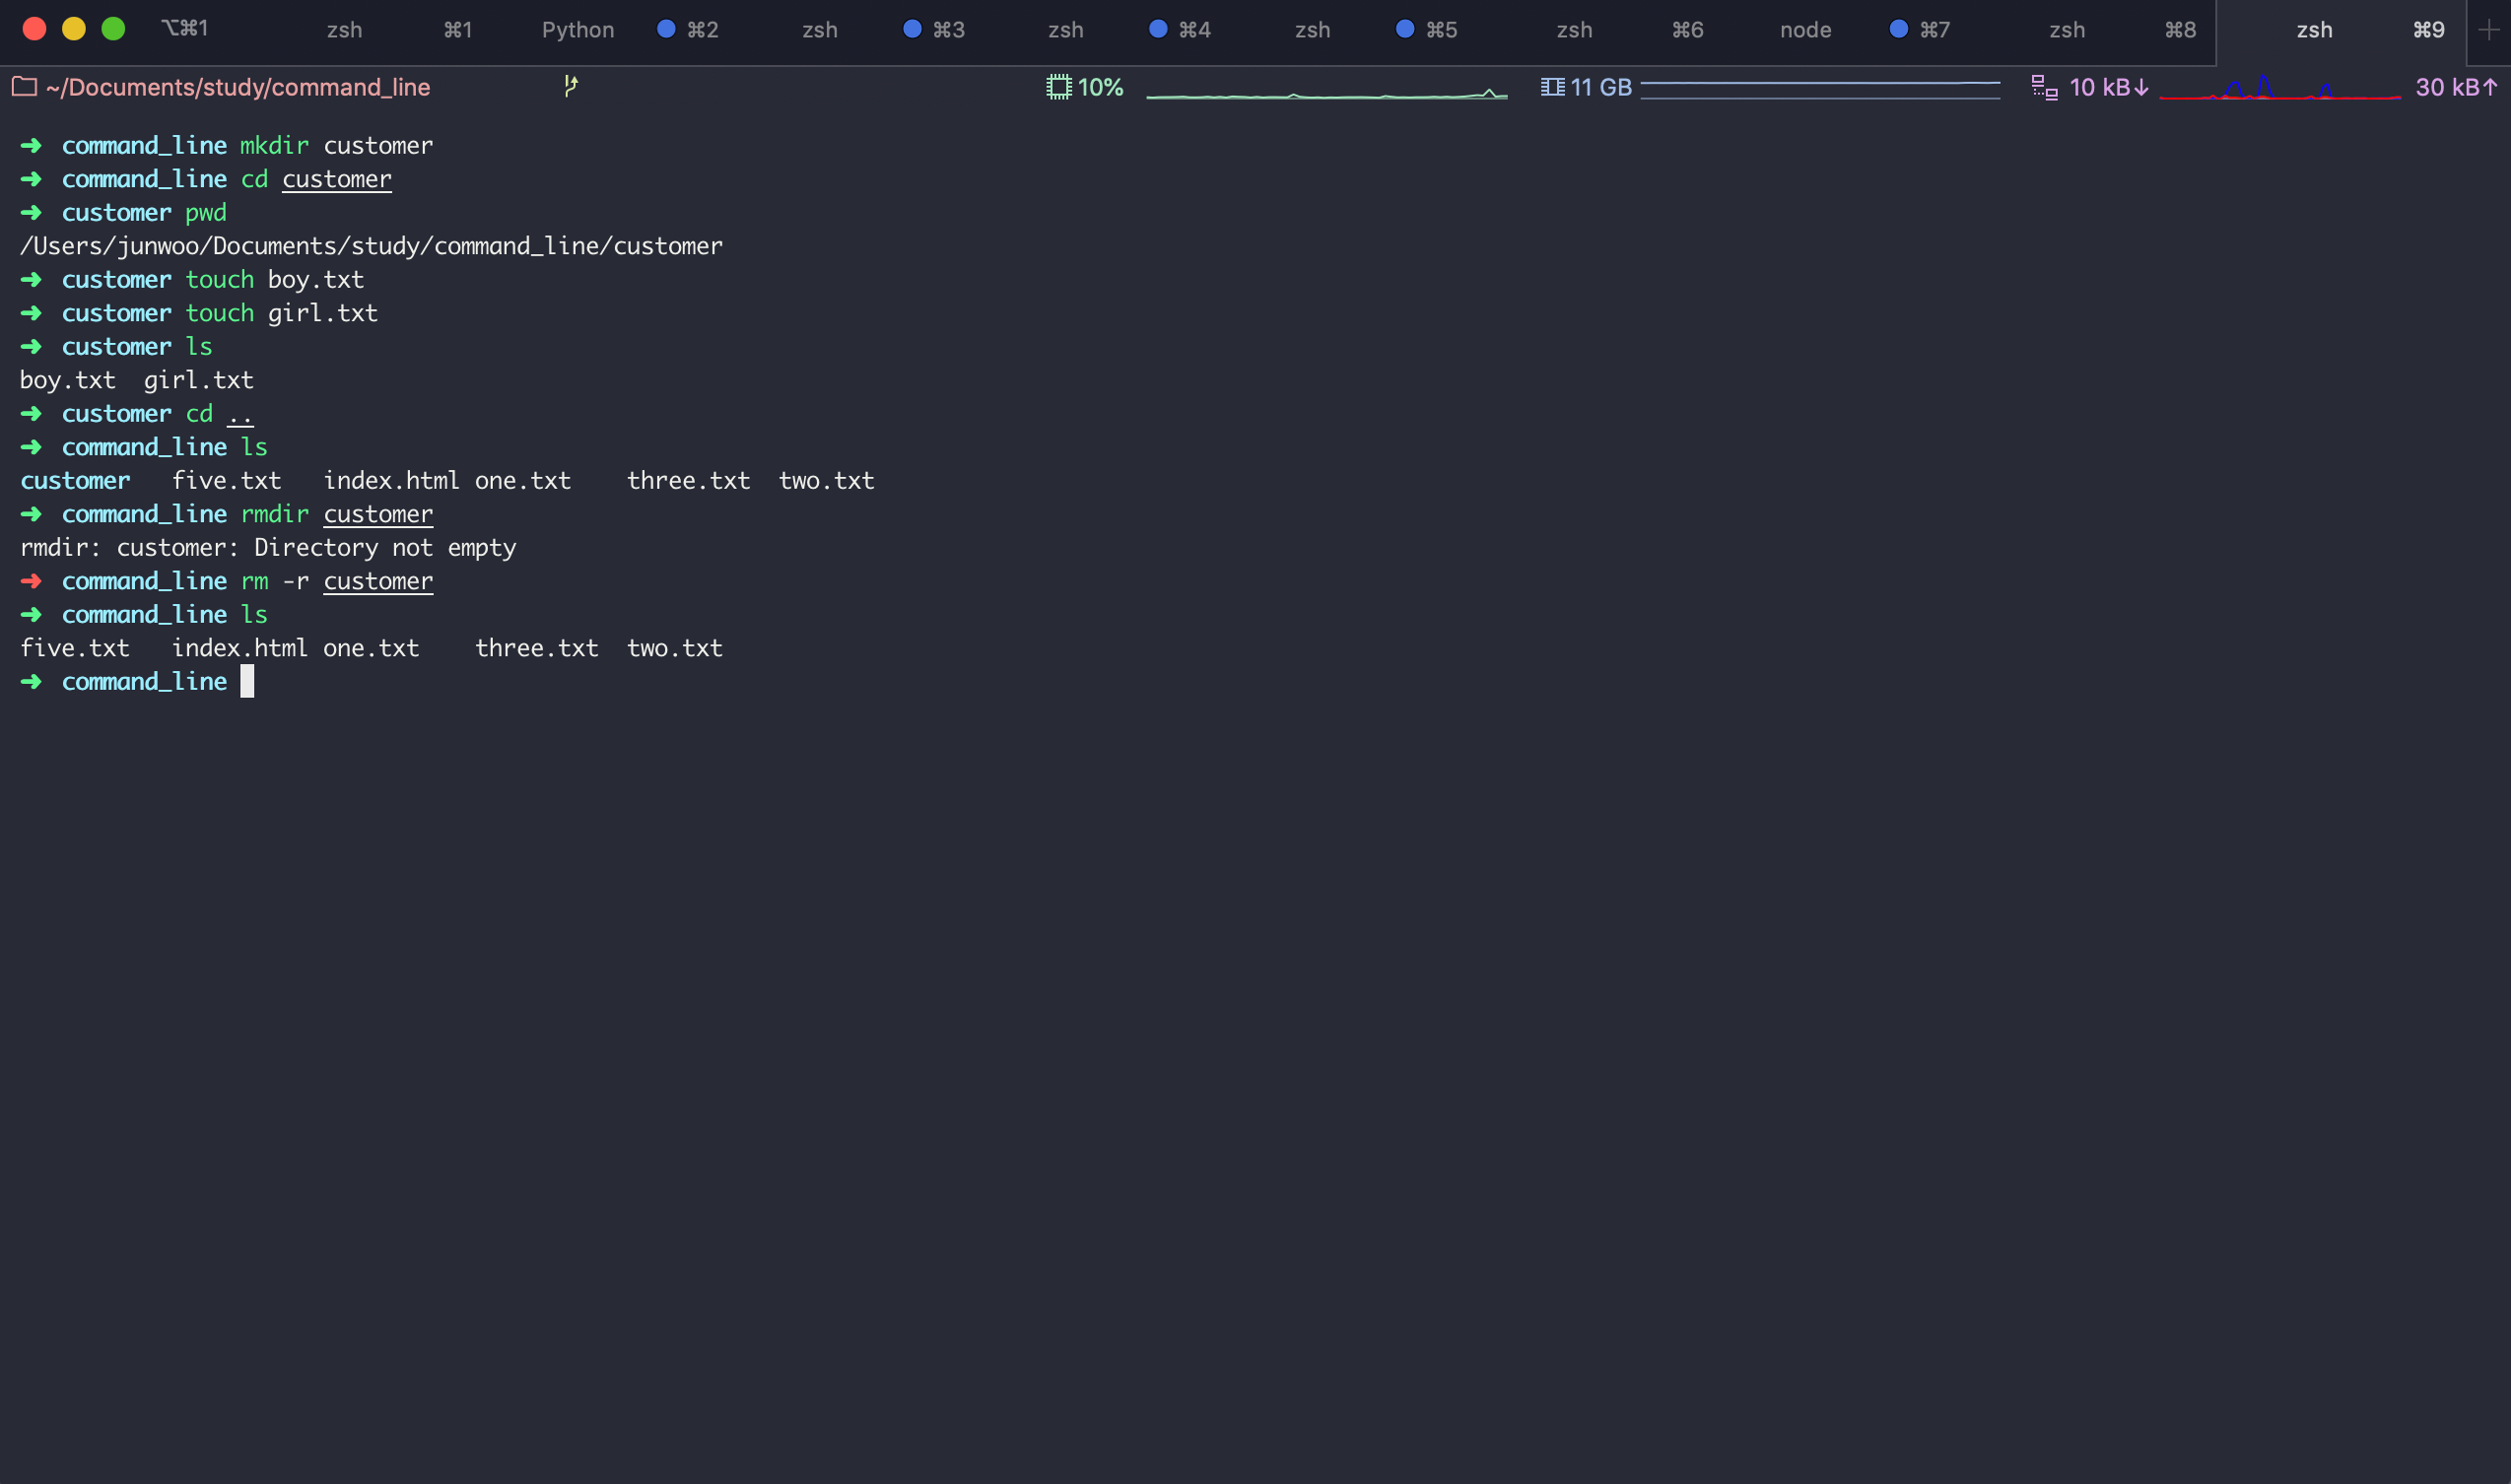 ⌥⌘1 zsh ⌘1 Python ⌘2 zsh ⌘3 zsh ⌘4 zsh ⌘5 zsh ⌘6 node ⌘7 zsh ⌘8 zsh ⌘9 +
~/Documents/study/command_line 10% 11 GB 10 kB↓ 30 kB↑
➜ command_line mkdir customer
➜ command_line cd customer
➜ customer pwd
/Users/junwoo/Documents/study/command_line/customer
➜ customer touch boy.txt
➜ customer touch girl.txt
➜ customer ls
boy.txt girl.txt
➜ customer cd ..
➜ command_line ls
customer five.txt index.html one.txt three.txt two.txt
➜ command_line rmdir customer
rmdir: customer: Directory not empty
➜ command_line rm -r customer
➜ command_line ls
five.txt index.html one.txt three.txt two.txt
➜ command_line